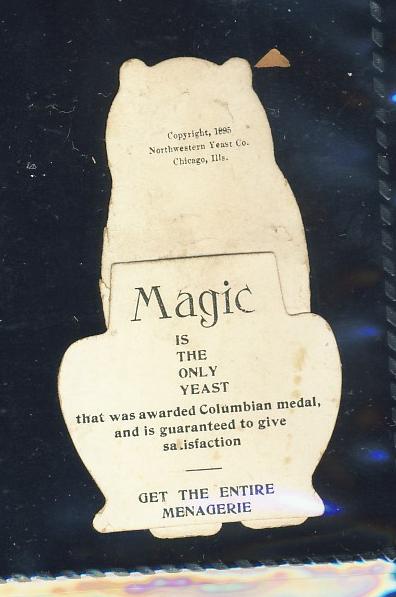 Copyright, 1895
Northwestern Yeast Co.
Chicago, Ills.
Magic
IS
THE
ONLY
YEAST
that was awarded Columbian medal,
and is guaranteed to give
sa.isfaction
GET THE ENTIRE
MENAGERIE